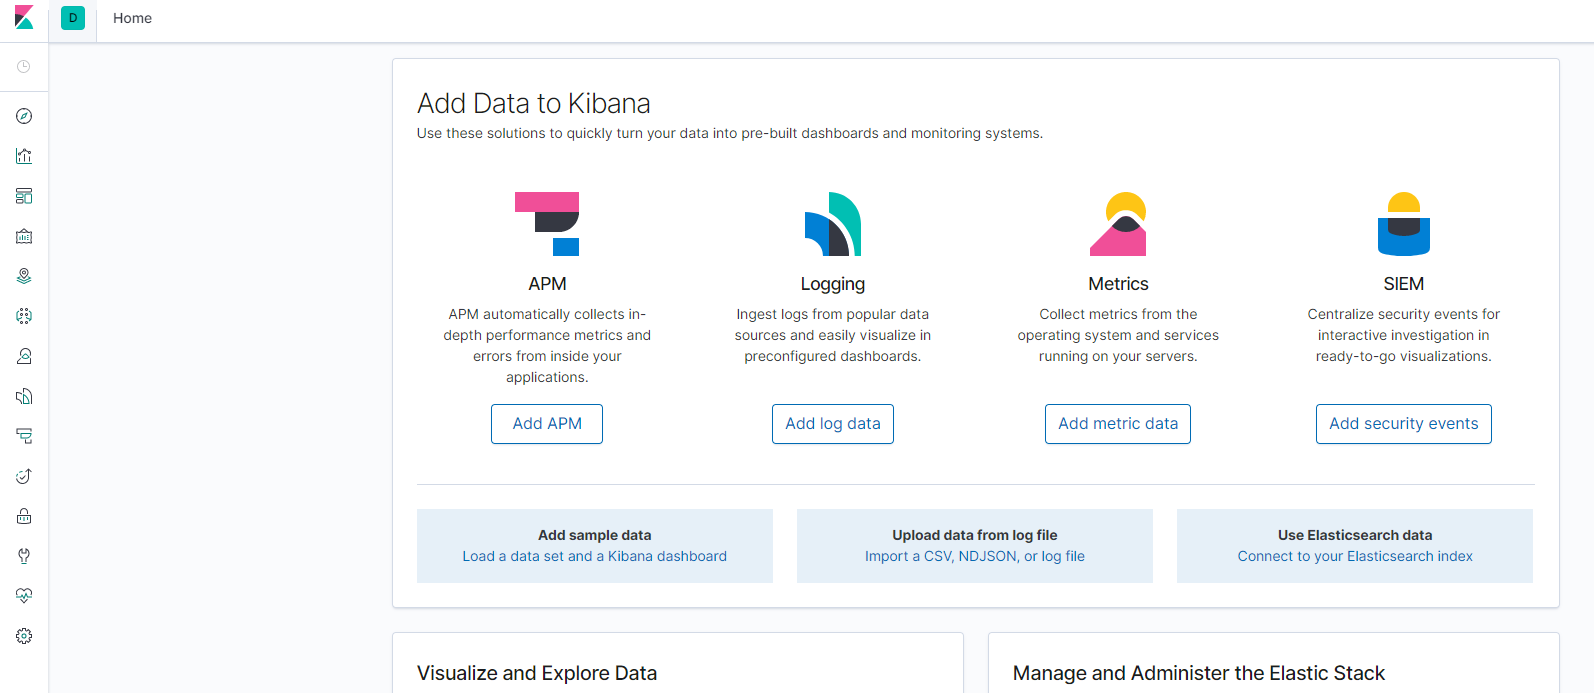 D Home
Add Data to Kibana
Use these solutions to quickly turn your data into pre-built dashboards and monitoring systems.
APM
APM automatically collects in-
depth performance metrics and
errors from inside your
applications.
Add APM
Logging
Ingest logs from popular data
sources and easily visualize in
preconfigured dashboards.
Add log data
Metrics
Collect metrics from the
operating system and services
running on your servers.
Add metric data
SIEM
Centralize security events for
interactive investigation in
ready-to-go visualizations.
Add security events
Add sample data
Load a data set and a Kibana dashboard
Upload data from log file
Import a CSV, NDJSON, or log file
Use Elasticsearch data
Connect to your Elasticsearch index
Visualize and Explore Data
Manage and Administer the Elastic Stack